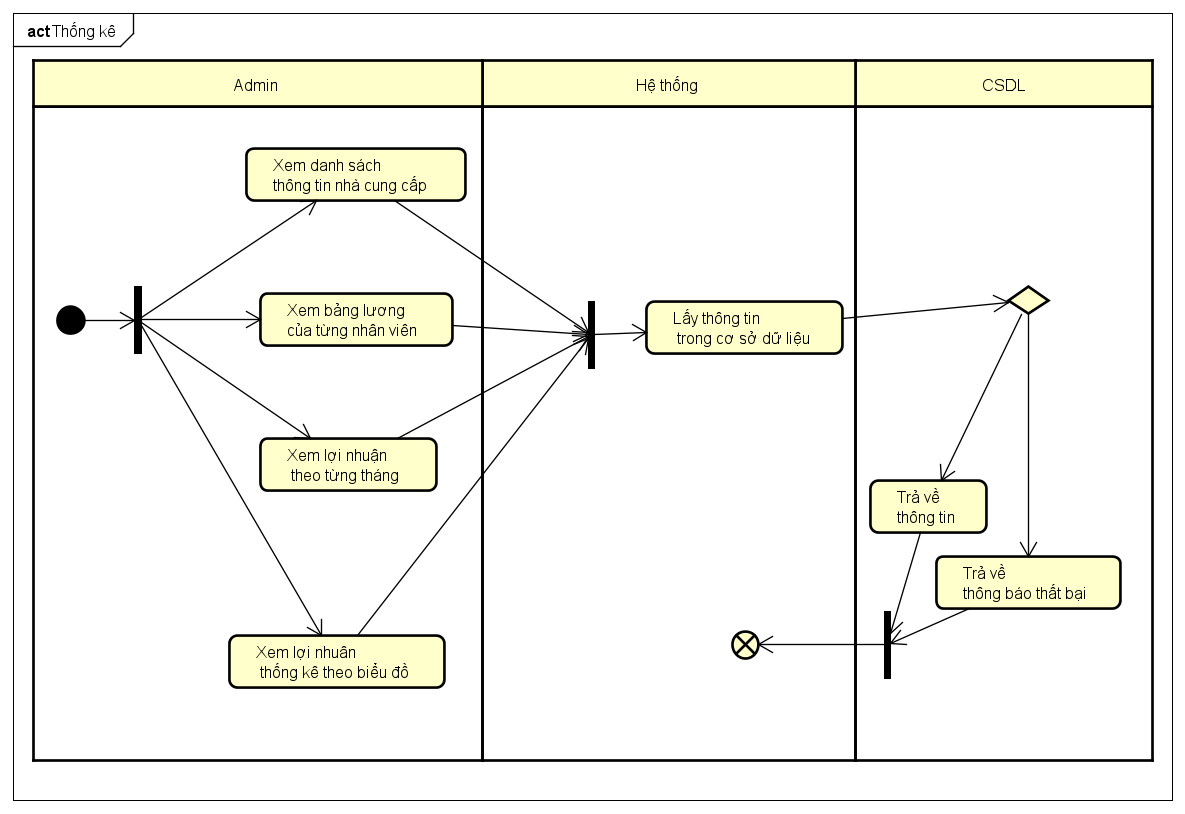 act Thống kê
Admin
Hệ thống
CSDL
Xem danh sách
thông tin nhà cung cấp
Xem bảng lương
của từng nhân viên
Lấy thông tin
trong cơ sở dữ liệu
Xem lợi nhuận
theo từng tháng
Trả về
thông tin
Trả về
thông báo thất bại
Xem lợi nhuân
thống kê theo biểu đồ